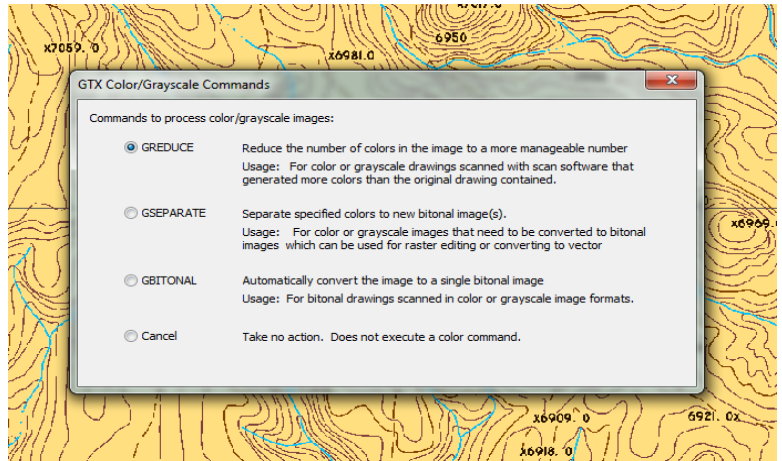 6950
x7059. 0
x6981.0
GTX Color/Grayscale Commands
x
Commands to process color/grayscale images:
GREDUCE Reduce the number of colors in the image to a more manageable number
Usage: For color or grayscale drawings scanned with scan software that
generated more colors than the original drawing contained.
GSEPARATE Separate specified colors to new bitonal image(s).
Usage: For color or grayscale images that need to be converted to bitonal
images which can be used for raster editing or converting to vector
x6969.
GBITONAL Automatically convert the image to a single bitonal image
Usage: For bitonal drawings scanned in color or grayscale image formats.
Cancel Take no action. Does not execute a color command.
x6909. 0
6921. 0x
x6918. 0